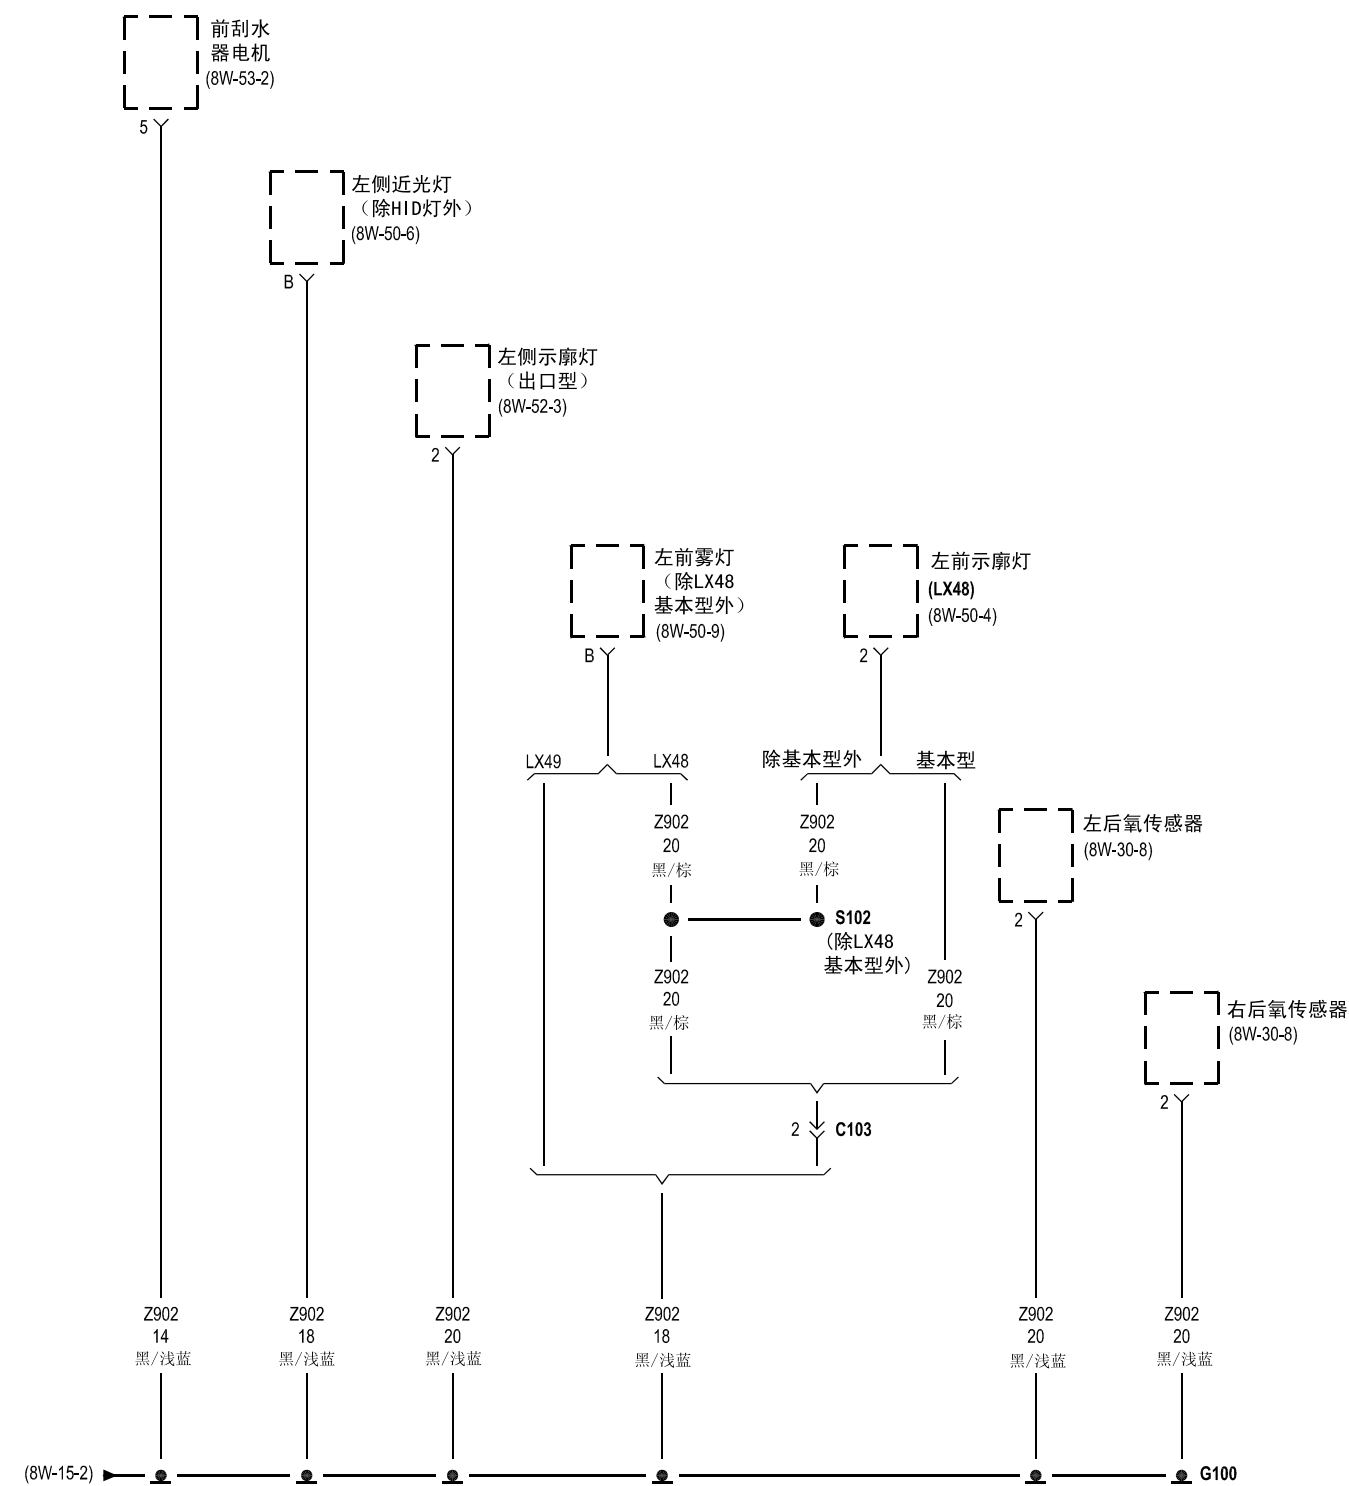 前刮水
器电机
(8W-53-2)
5
左侧近光灯
（除HID灯外）
(8W-50-6)
B
左侧示廓灯
（出口型）
(8W-52-3)
2
左前雾灯
（除LX48
基本型外）
(8W-50-9)
B
左前示廓灯
(LX48)
(8W-50-4)
2
LX49
LX48
除基本型外
基本型
Z902
20
黑/棕
Z902
20
黑/棕
左后氧传感器
(8W-30-8)
2
S102
(除LX48
基本型外)
Z902
20
黑/棕
Z902
20
黑/棕
右后氧传感器
(8W-30-8)
2
2
C103
Z902
14
黑/浅蓝
Z902
18
黑/浅蓝
Z902
20
黑/浅蓝
Z902
18
黑/浅蓝
Z902
20
黑/浅蓝
Z902
20
黑/浅蓝
(8W-15-2)
G100